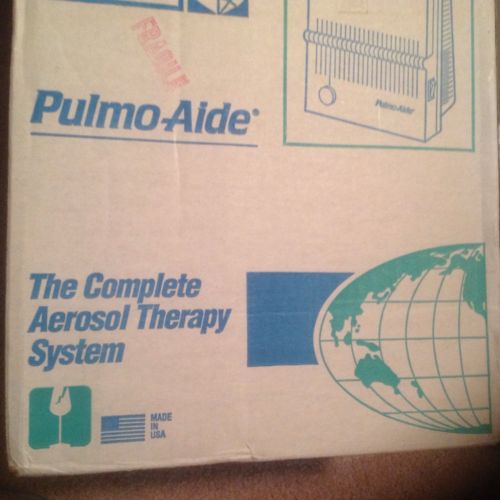 FRAGILE
Pulmo-Aide®
Pulmo-Aide®
The Complete
Aerosol Therapy
System
MADE
IN
USA